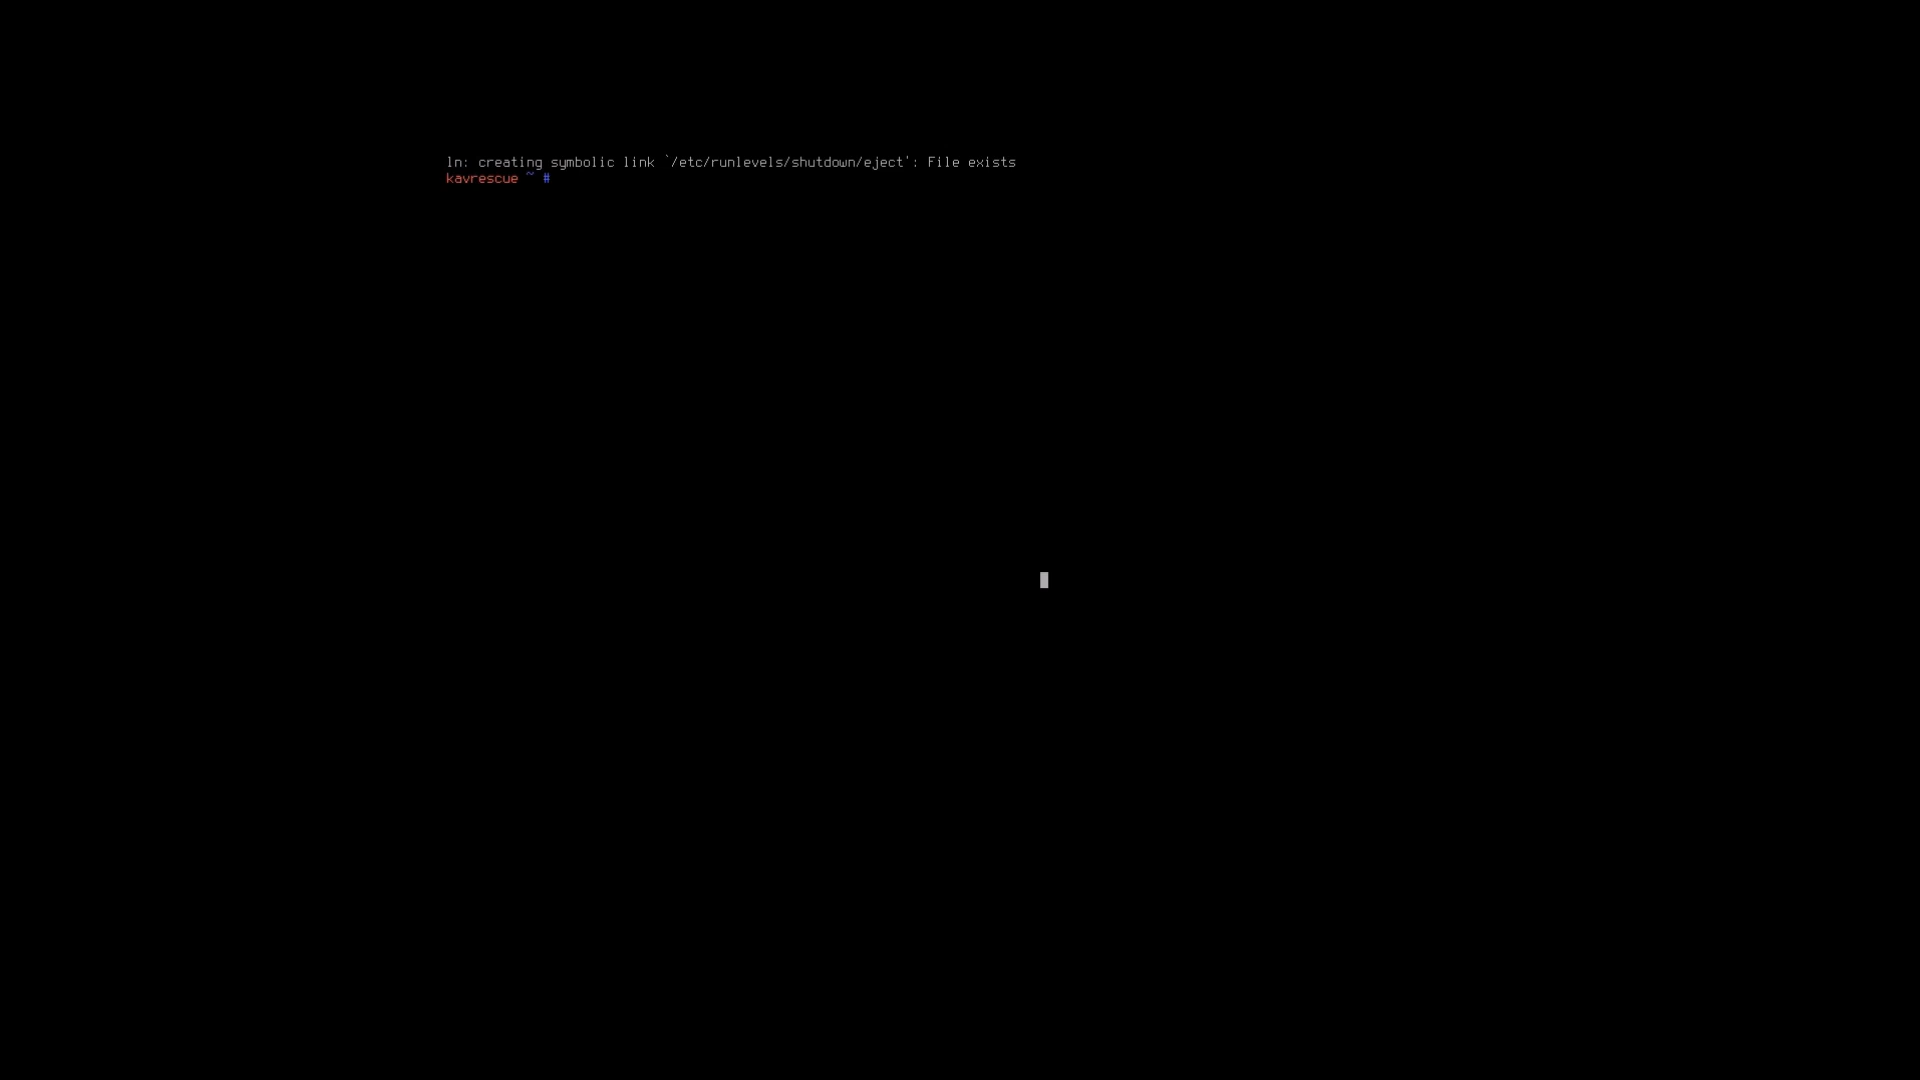 ln: creating symbolic link `/etc/runlevels/shutdown/eject': File exists
kavrescue ~ #